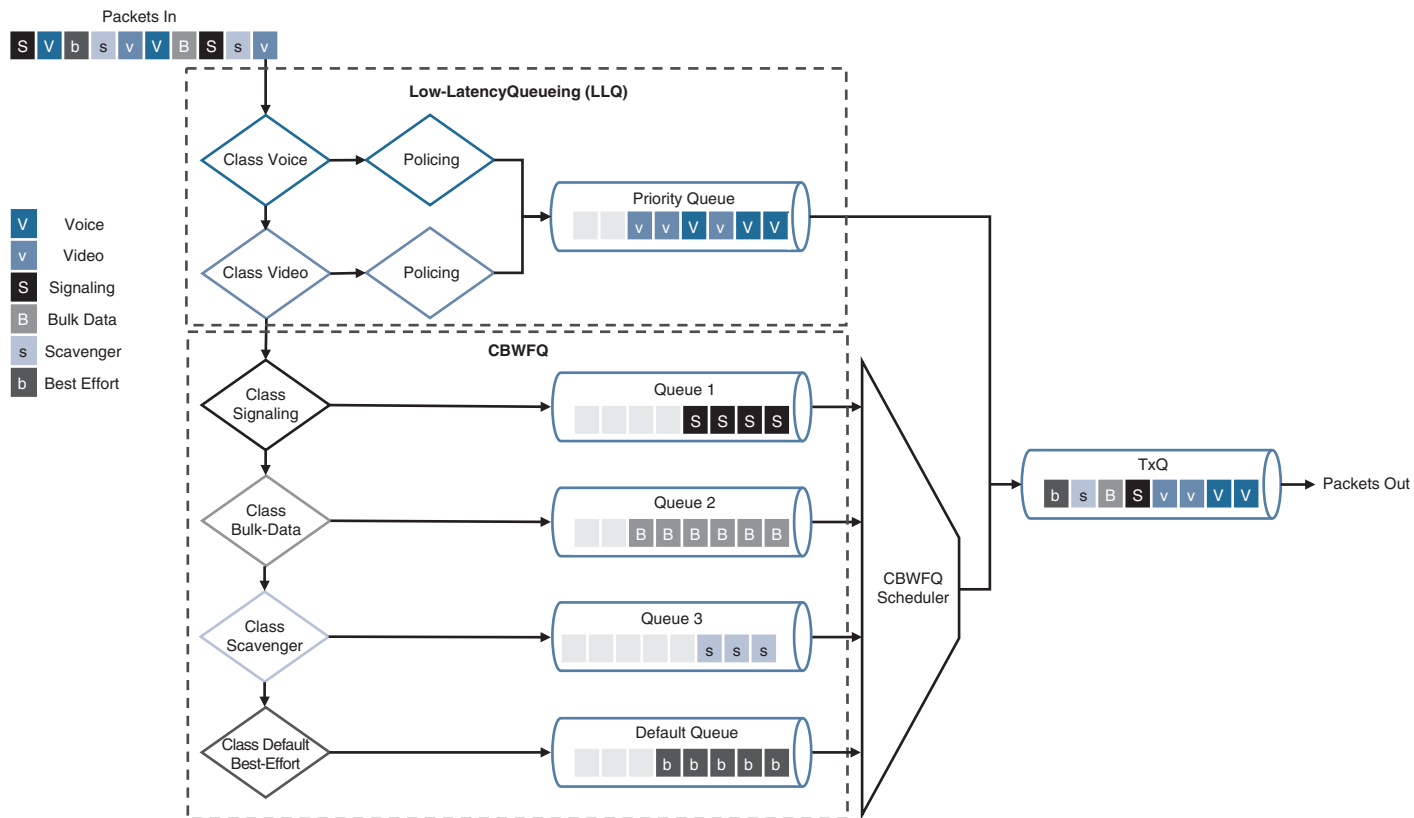 Packets In
S V b s v V B S s v
Low-LatencyQueueing (LLQ)
Class Voice
Policing
Priority Queue
v v V v V V
Class Video
Policing
V Voice
v Video
S Signaling
B Bulk Data
s Scavenger
b Best Effort
CBWFQ
Class
Signaling
Queue 1
S S S S
Class
Bulk-Data
Queue 2
B B B B B B
Class
Scavenger
Queue 3
s s s
Class Default
Best-Effort
Default Queue
b b b b b
CBWFQ
Scheduler
TxQ
b s B S v v V V
Packets Out